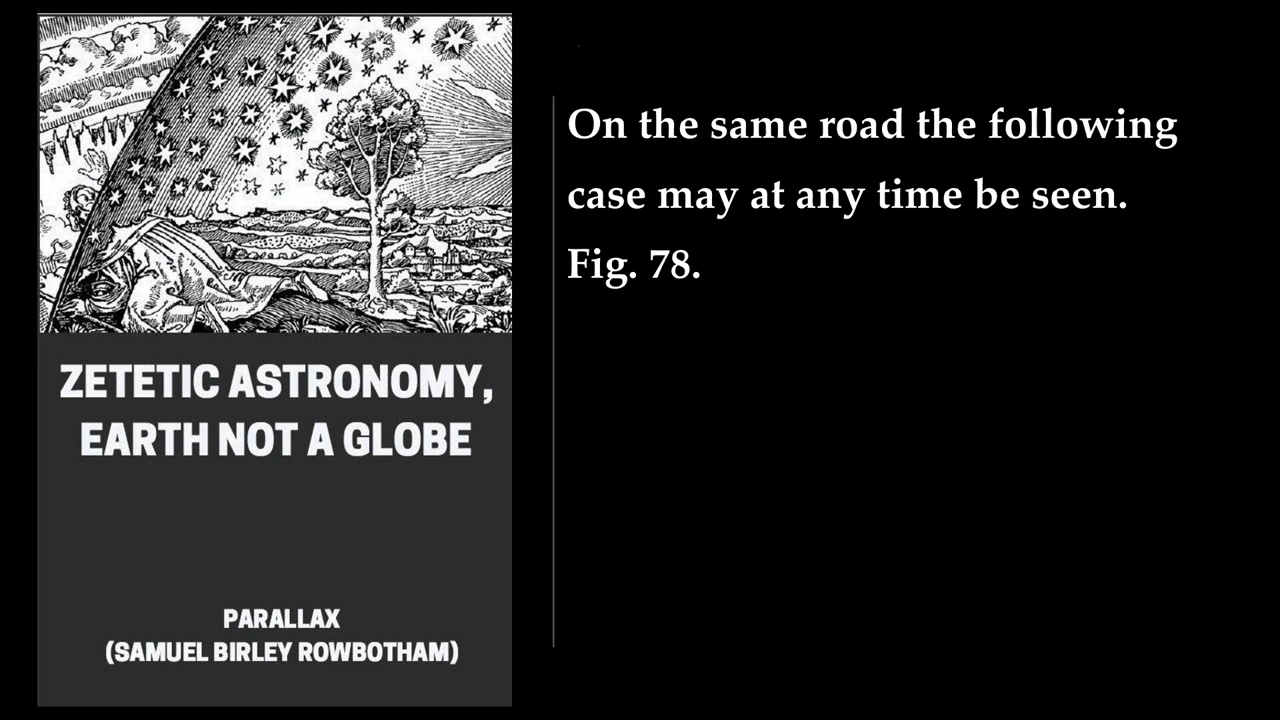 ZETETIC ASTRONOMY,
EARTH NOT A GLOBE
PARALLAX
(SAMUEL BIRLEY ROWBOTHAM)
On the same road the following
case may at any time be seen.
Fig. 78.